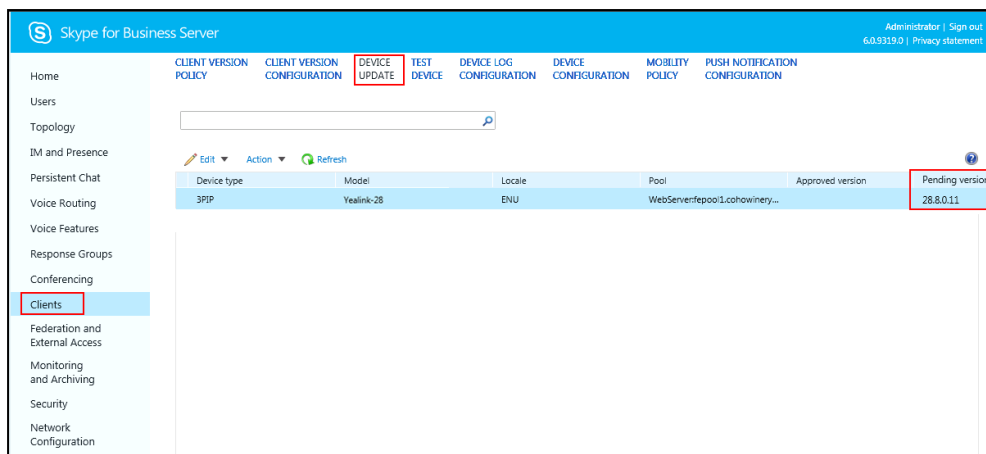 Skype for Business Server
Administrator | Sign out
6.0.9319.0 | Privacy statement
Home
Users
Topology
IM and Presence
Persistent Chat
Voice Routing
Voice Features
Response Groups
Conferencing
Clients
Federation and
External Access
Monitoring
and Archiving
Security
Network
Configuration
CLIENT VERSION
POLICY
CLIENT VERSION
CONFIGURATION
DEVICE
UPDATE
TEST
DEVICE
DEVICE LOG
CONFIGURATION
DEVICE
CONFIGURATION
MOBILITY
POLICY
PUSH NOTIFICATION
CONFIGURATION
Edit Action Refresh
Device type Model Locale Pool Approved version Pending version
3PIP Yealink-28 ENU WebServer:fepool1.cohowinery... 28.8.0.11